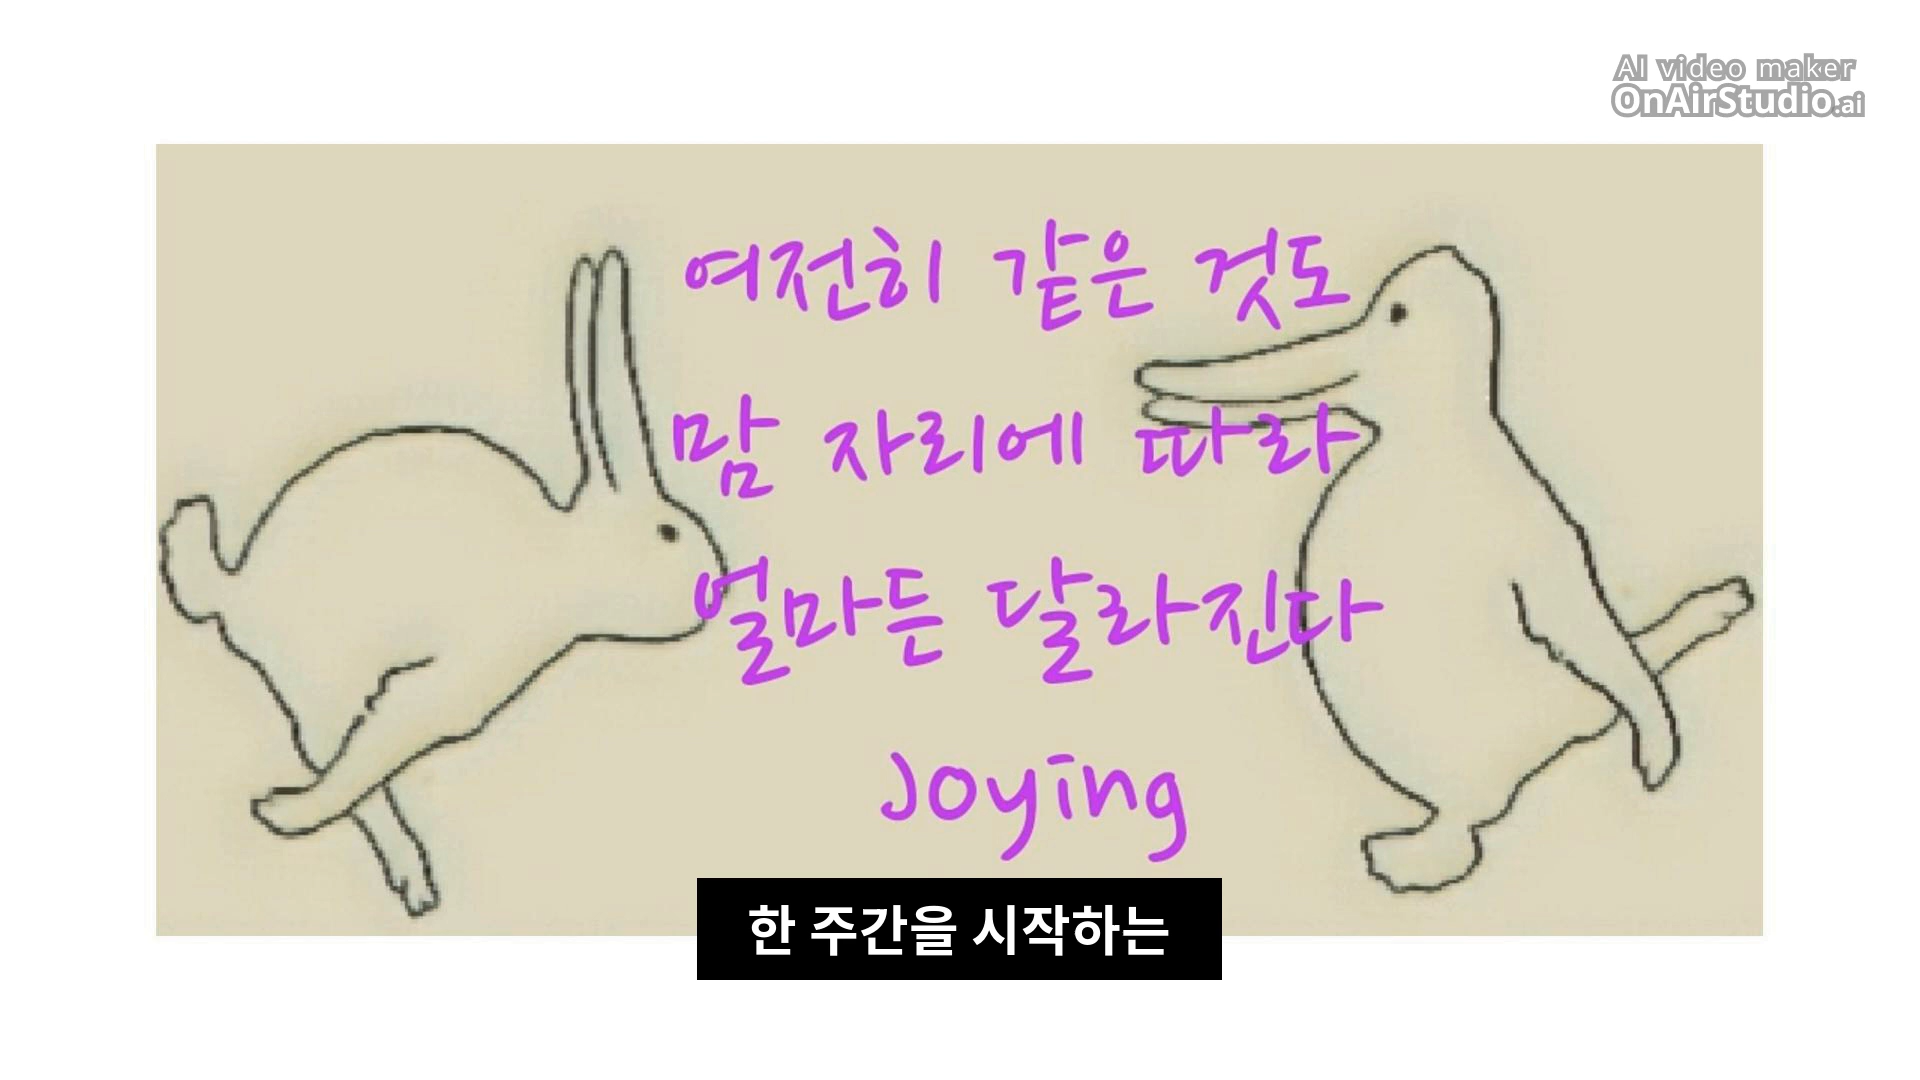 AI video maker
OnAirStudio.ai
여전히 같은 것도
맘 자리에 따라
얼마든 달라진다
Joying
한 주간을 시작하는